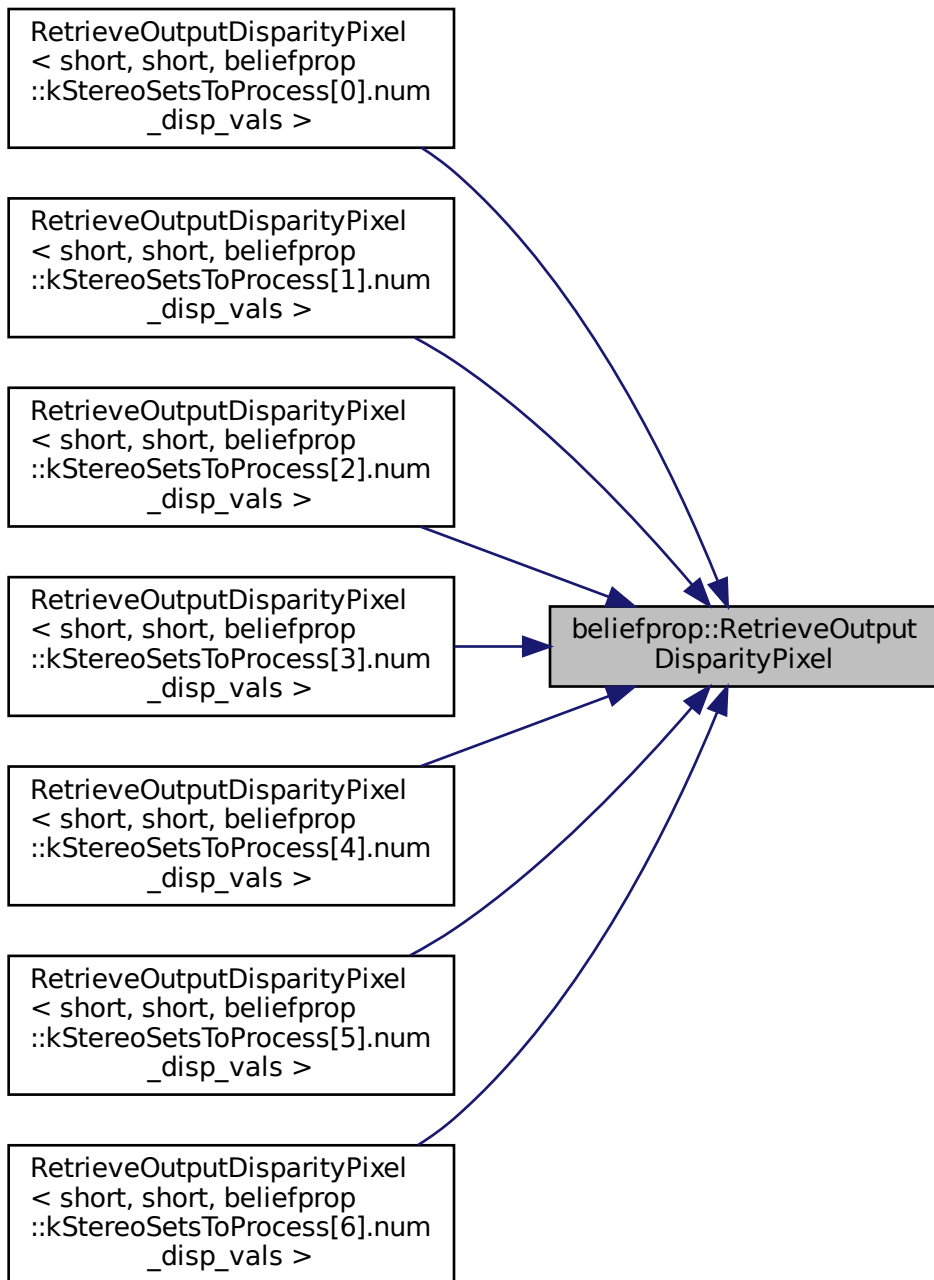 RetrieveOutputDisparityPixel
< short, short, beliefprop
::kStereoSetsToProcess[0].num
_disp_vals >
RetrieveOutputDisparityPixel
< short, short, beliefprop
::kStereoSetsToProcess[1].num
_disp_vals >
RetrieveOutputDisparityPixel
< short, short, beliefprop
::kStereoSetsToProcess[2].num
_disp_vals >
RetrieveOutputDisparityPixel
< short, short, beliefprop
::kStereoSetsToProcess[3].num
_disp_vals >
beliefprop::RetrieveOutput
DisparityPixel
RetrieveOutputDisparityPixel
< short, short, beliefprop
::kStereoSetsToProcess[4].num
_disp_vals >
RetrieveOutputDisparityPixel
< short, short, beliefprop
::kStereoSetsToProcess[5].num
_disp_vals >
RetrieveOutputDisparityPixel
< short, short, beliefprop
::kStereoSetsToProcess[6].num
_disp_vals >